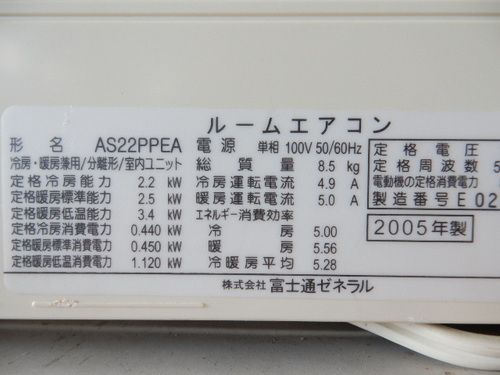 ルームエアコン
形名 AS22PPEA 電源 単相 100V 50/60Hz
冷房・暖房兼用/分離形/室内ユニット 総質量 8.5 kg
定格冷房能力 2.2 kW 冷房運転電流 4.9 A
定格暖房標準能力 2.5 kW 暖房運転電流 5.0 A
定格暖房低温能力 3.4 kW エネルギー消費効率
定格冷房消費電力 0.440 kW 冷房 5.00
定格暖房標準消費電力 0.450 kW 暖房 5.56
定格暖房低温消費電力 1.120 kW 冷暖房平均 5.28
株式会社 富士通ゼネラル
定格電圧
定格周波数 5
電動機の定格消費電力
製造番号 E 02
2005年製